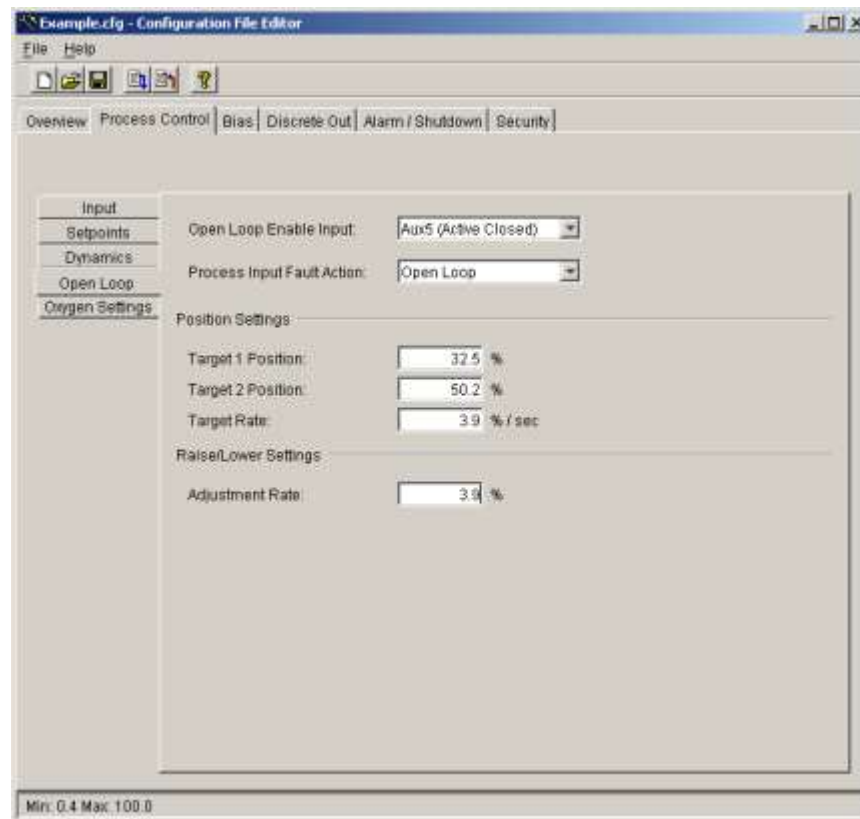 Example.cfg - Configuration File Editor
File Help
Overview Process Control Bias Discrete Out Alarm / Shutdown Security
Input
Setpoints
Dynamics
Open Loop
Oxygen Settings
Open Loop Enable Input: Aux5 (Active Closed)
Process Input Fault Action: Open Loop
Position Settings
Target 1 Position: 32.5 %
Target 2 Position: 50.2 %
Target Rate: 3.9 % / sec
Raise/Lower Settings
Adjustment Rate: 3.9 %
Min: 0.4 Max: 100.0